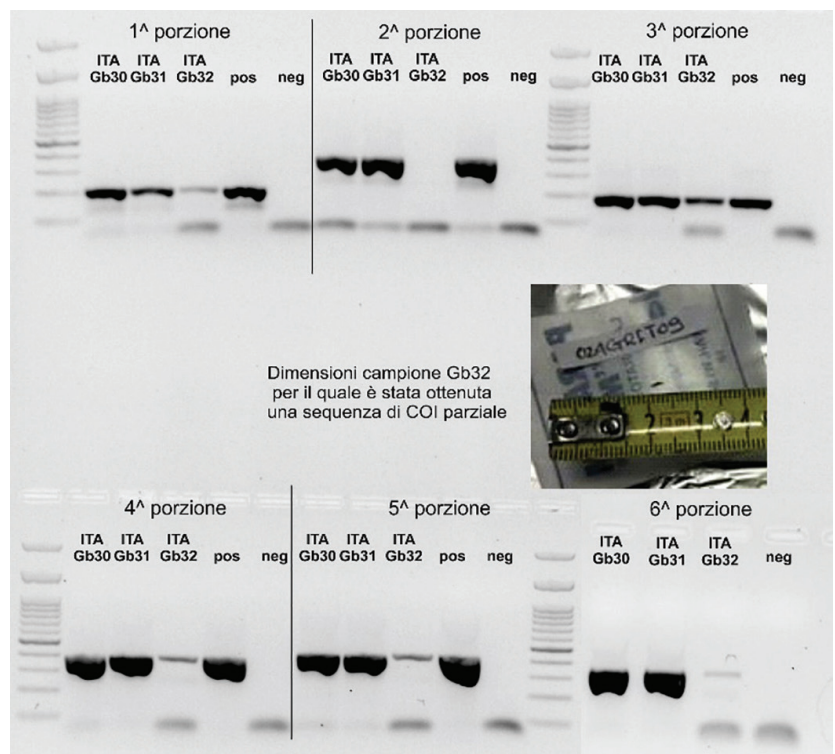 1^ porzione
2^ porzione
3^ porzione
ITA Gb30
ITA Gb31
ITA Gb32
pos
neg
ITA Gb30
ITA Gb31
ITA Gb32
pos
neg
ITA Gb30
ITA Gb31
ITA Gb32
pos
neg
Dimensioni campione Gb32
per il quale è stata ottenuta
una sequenza di COI parziale
2 3 4
4^ porzione
5^ porzione
6^ porzione
ITA Gb30
ITA Gb31
ITA Gb32
pos
neg
ITA Gb30
ITA Gb31
ITA Gb32
pos
neg
ITA Gb30
ITA Gb31
ITA Gb32
neg